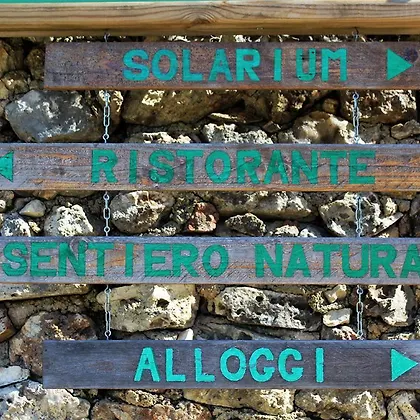 SOLARIUM
RISTORANTE
SENTIERO NATURA
ALLOGGI